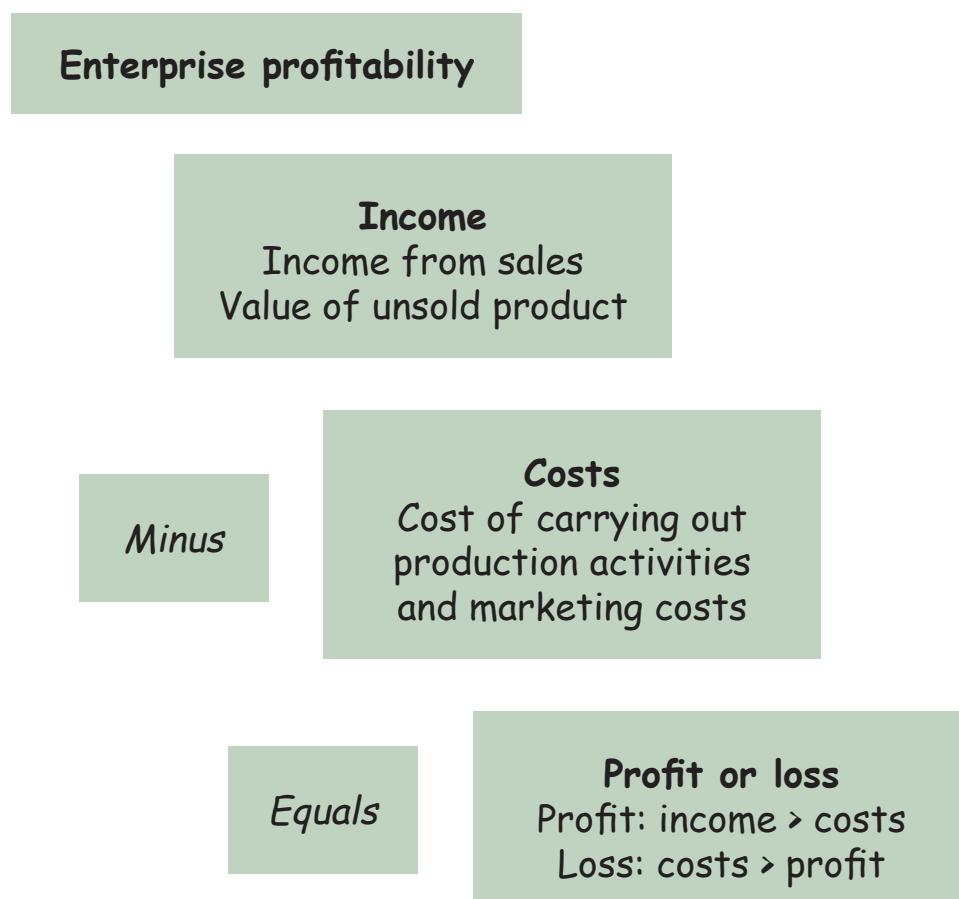 Enterprise profitability
Income
Income from sales
Value of unsold product
Minus
Costs
Cost of carrying out
production activities
and marketing costs
Equals
Profit or loss
Profit: income > costs
Loss: costs > profit